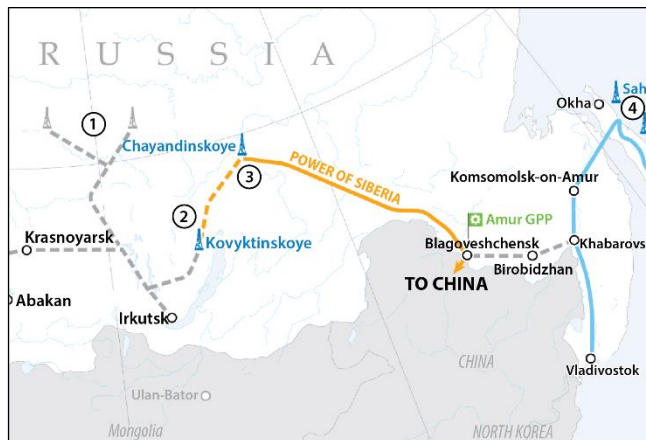 RUSSIA
Sah
Okha
4
1
Chayandinskoye
3
POWER OF SIBERIA
Komsomolsk-on-Amur
2
Amur GPP
Kovyktinskoye
Krasnoyarsk
Blagoveshchensk
Khabarovs
Birobidzhan
TO CHINA
Abakan
Irkutsk
CHINA
Vladivostok
Ulan-Bator
Mongolia
NORTH KOREA